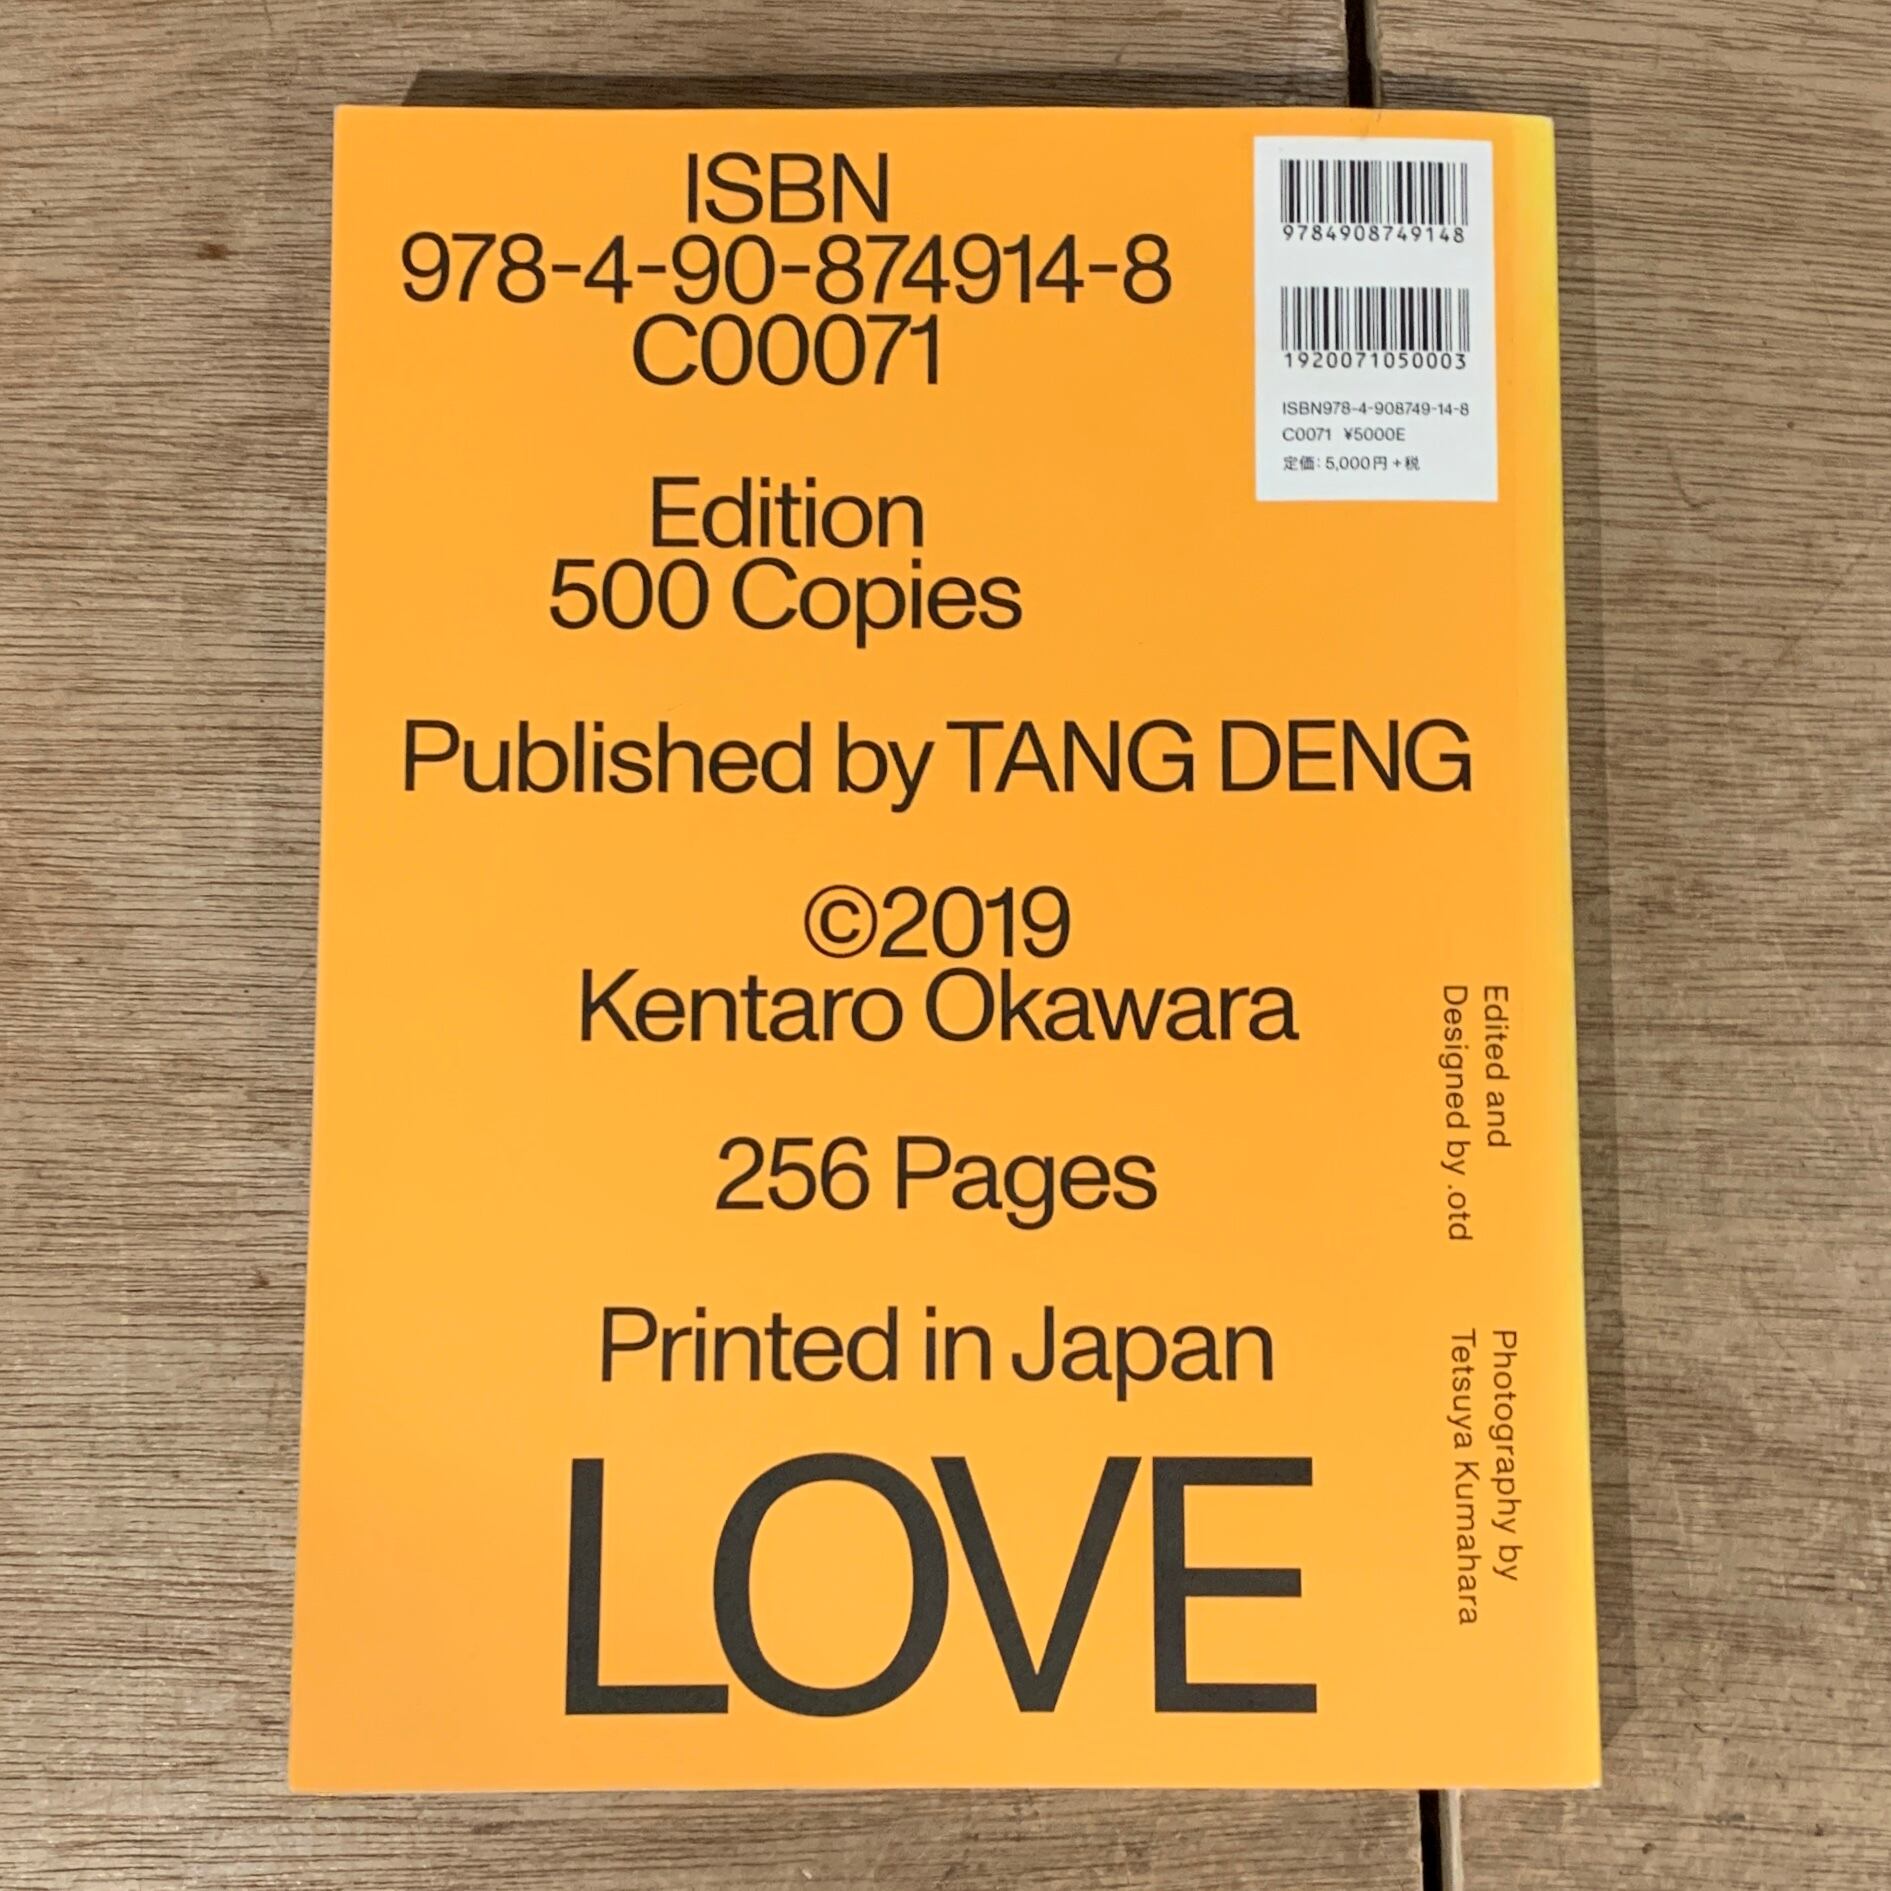 ISBN
978-4-90-874914-8
C00071
Edition
500 Copies
Published by TANG DENG
©2019
Kentaro Okawara
256 Pages
Printed in Japan
LOVE
9784908749148
1920071050003
ISBN978-4-908749-14-8
C0071 ¥5000E
定価：5,000円+税
Edited and
Designed by .otd
Photography by
Tetsuya Kumahara